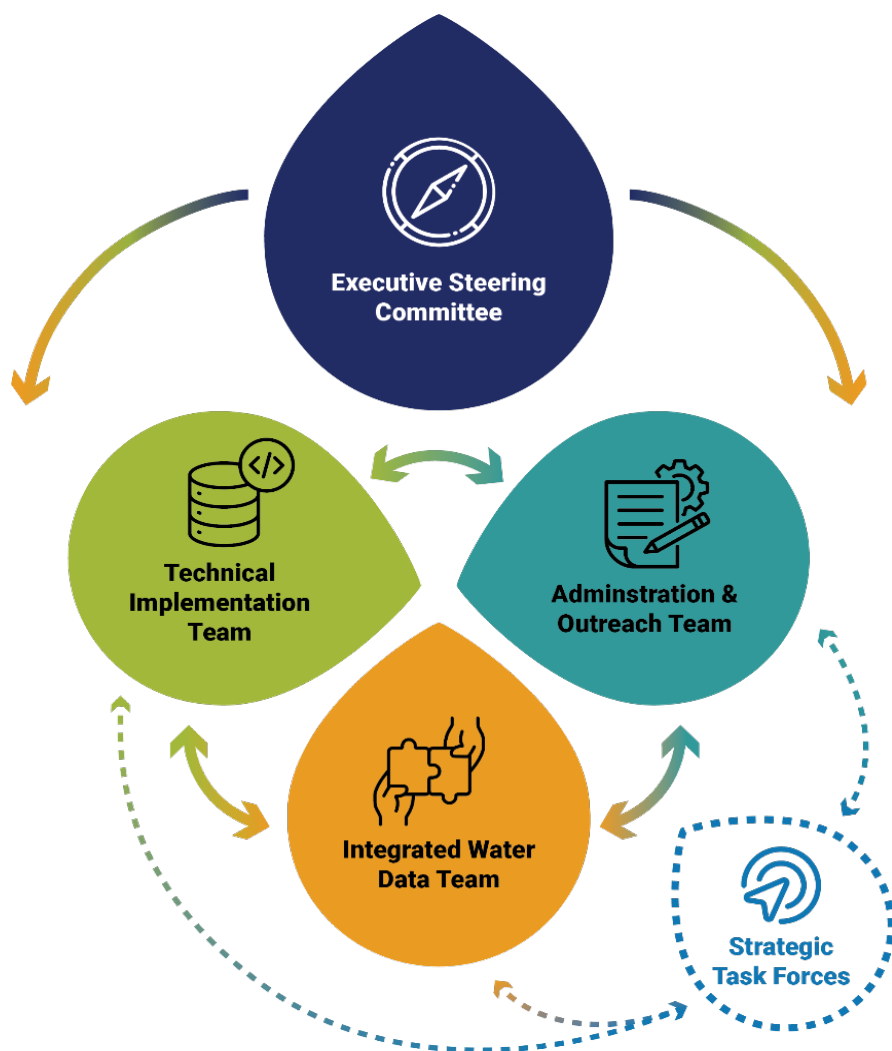 Executive Steering
Committee
Technical
Implementation
Team
Adminstration &
Outreach Team
Integrated Water
Data Team
Strategic
Task Forces